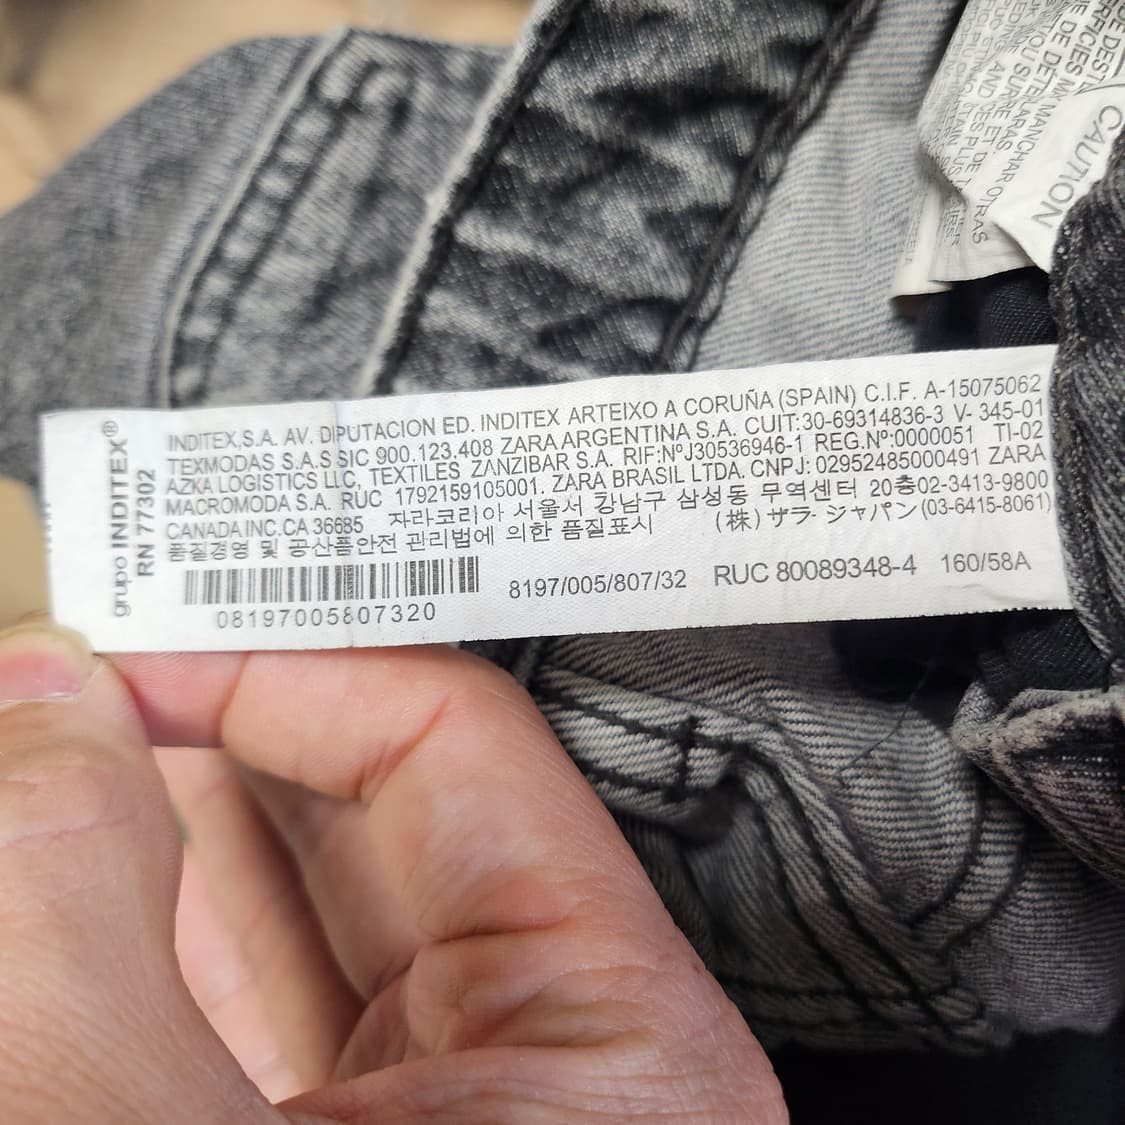 grupo INDITEX®
RN 77302
INDITEX,S.A. AV. DIPUTACION ED. INDITEX ARTEIXO A CORUÑA (SPAIN) C.I.F. A-15075062
TEXMODAS S.A.S SIC 900.123.408 ZARA ARGENTINA S.A. CUIT:30-69314836-3 V- 345-01
AZKA LOGISTICS LLC, TEXTILES ZANZIBAR S.A. RIF:NºJ30536946-1 REG.Nº:0000051 TI-02
MACROMODA S.A. RUC 1792159105001. ZARA BRASIL LTDA. CNPJ: 02952485000491 ZARA
CANADA INC.CA 36685 자라코리아 서울서 강남구 삼성동 무역센터 20층02-3413-9800
품질경영 및 공산품안전 관리법에 의한 품질표시 (株) ザラ・ジャパン(03-6415-8061)
08197005807320
8197/005/807/32 RUC 80089348-4 160/58A
CAUTION
MANCHAR OTRAS